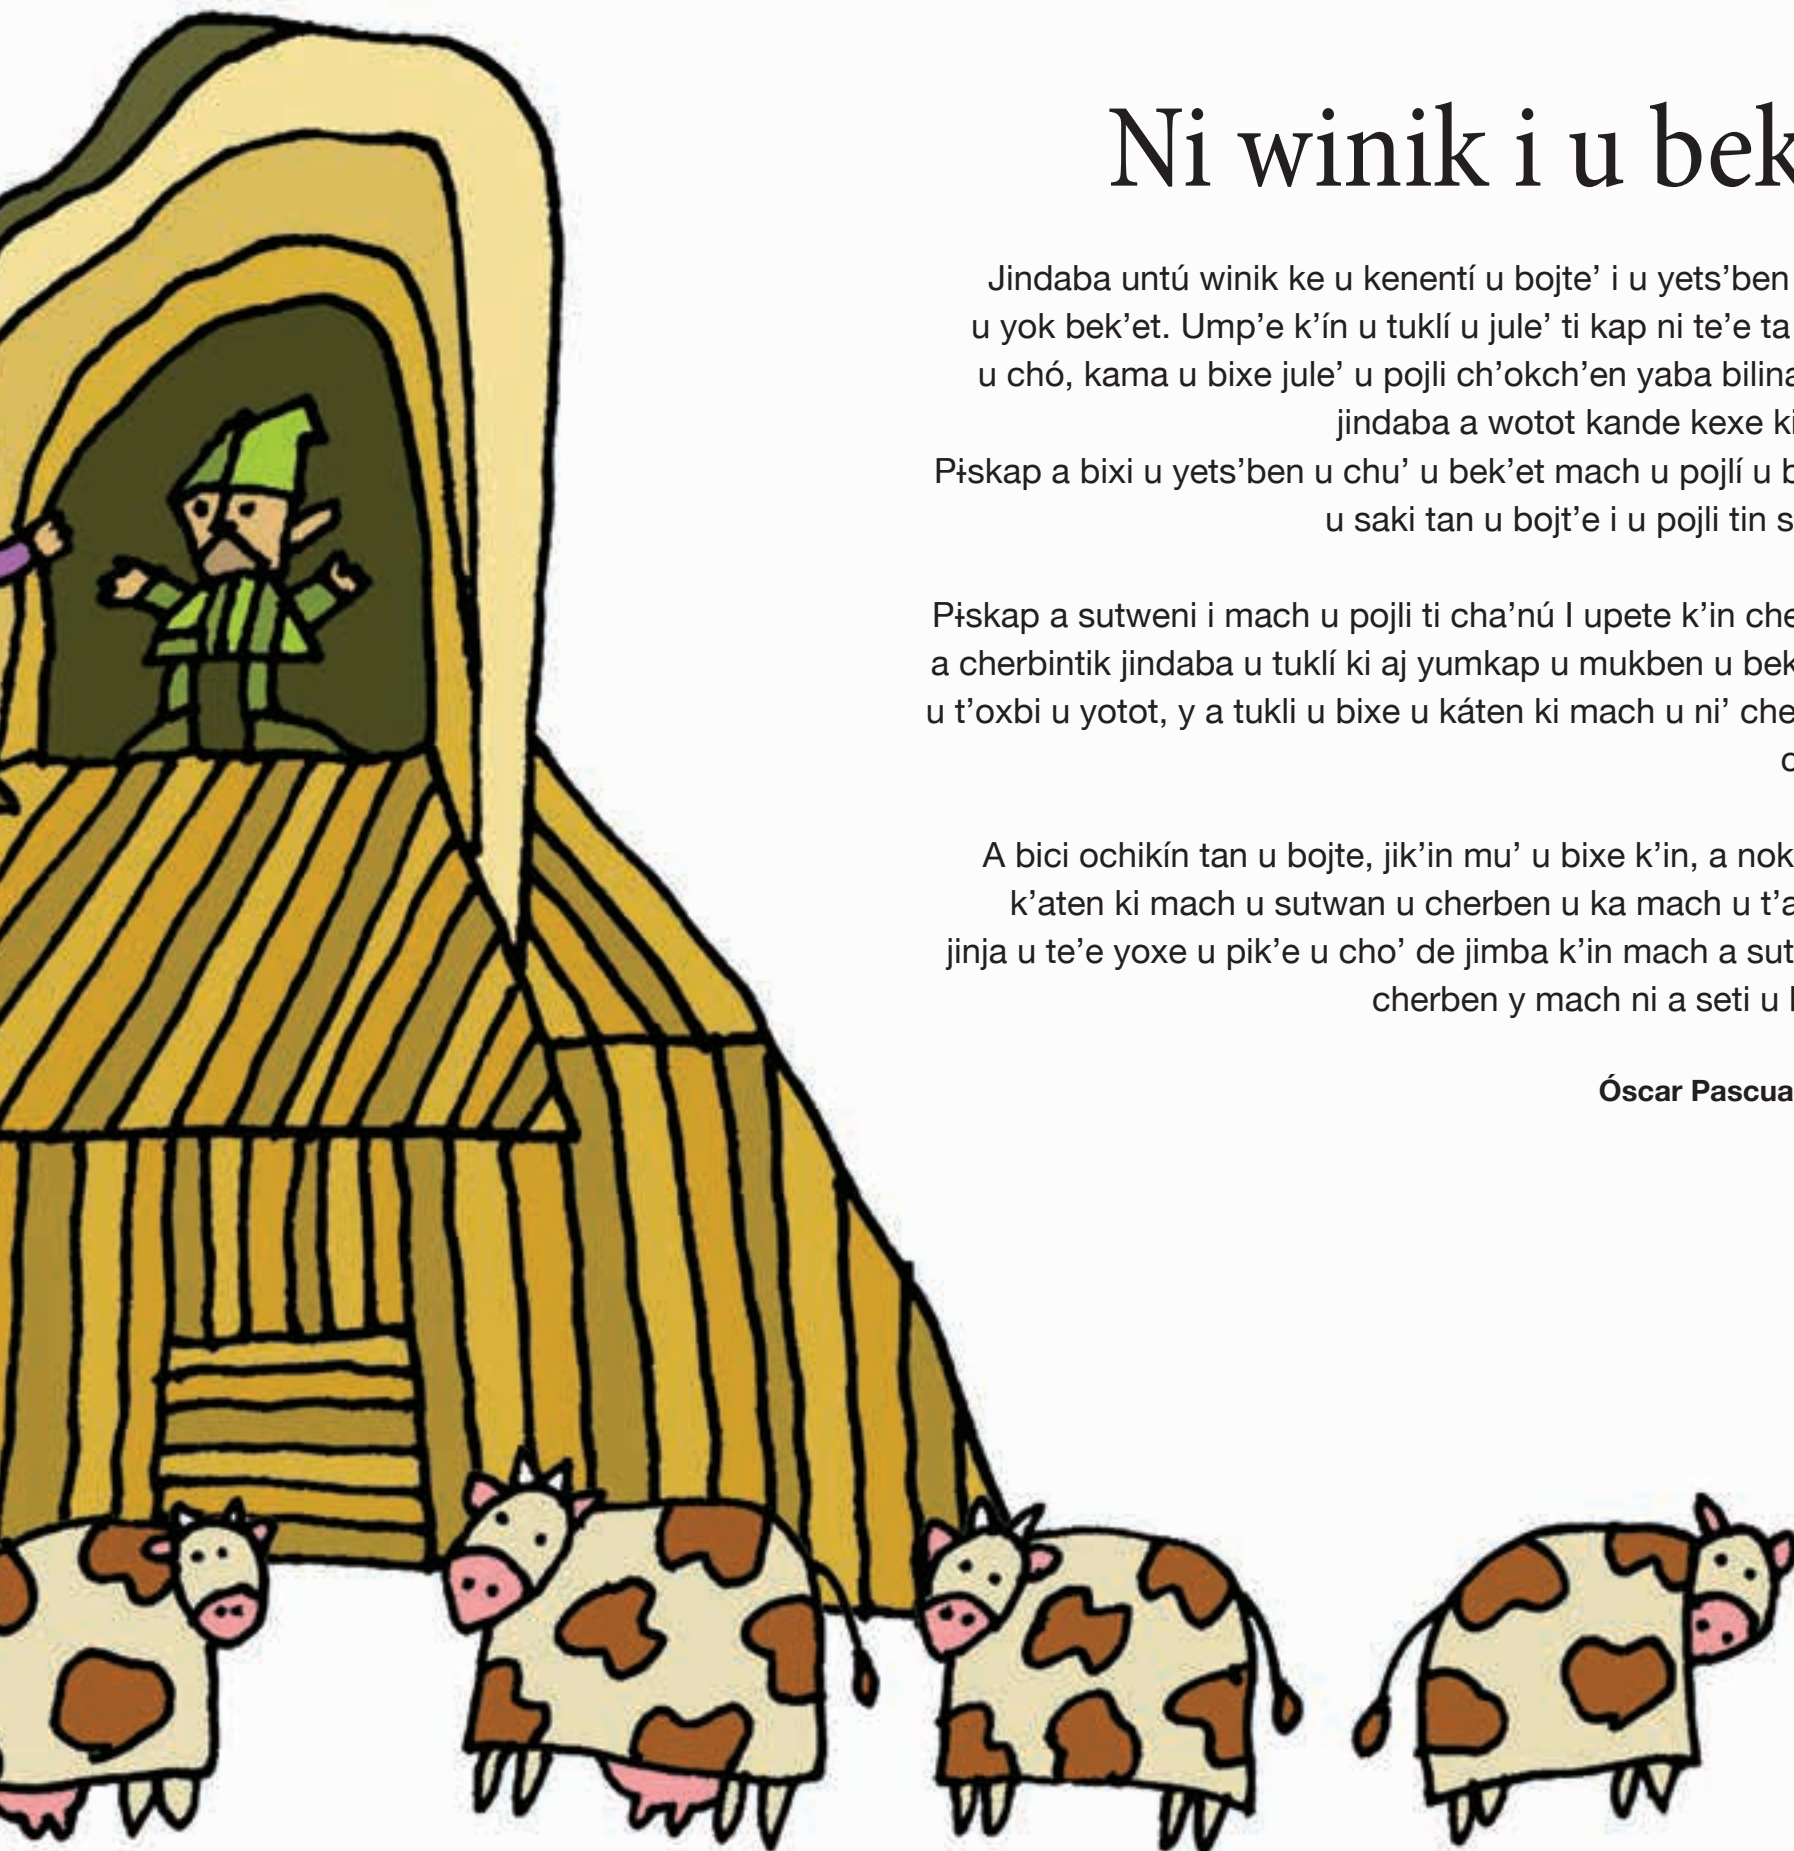 Ni winik i u bek
Jindaba untú winik ke u kenentí u bojte’ i u yets’ben
u yok bek’et. Ump’e k’ín u tuklí u jule’ ti kap ni te’e ta
u chó, kama u bixe jule’ u pojli ch’okch’en yaba bilina
jindaba a wotot kande kexe ki
Pɨskap a bixi u yets’ben u chu’ u bek’et mach u pojlí u b
u saki tan u bojt’e i u pojli tin s
Pɨskap a sutweni i mach u pojli ti cha’nú I upete k’in che
a cherbintik jindaba u tuklí ki aj yumkap u mukben u bek
u t’oxbi u yotot, y a tukli u bixe u káten ki mach u ni’ che
A bici ochikín tan u bojte, jik’in mu’ u bixe k’in, a nok
k’aten ki mach u sutwan u cherben u ka mach u t’a
jinja u te’e yoxe u pik’e u cho’ de jimba k’in mach a sut
cherben y mach ni a seti u
Óscar Pascua